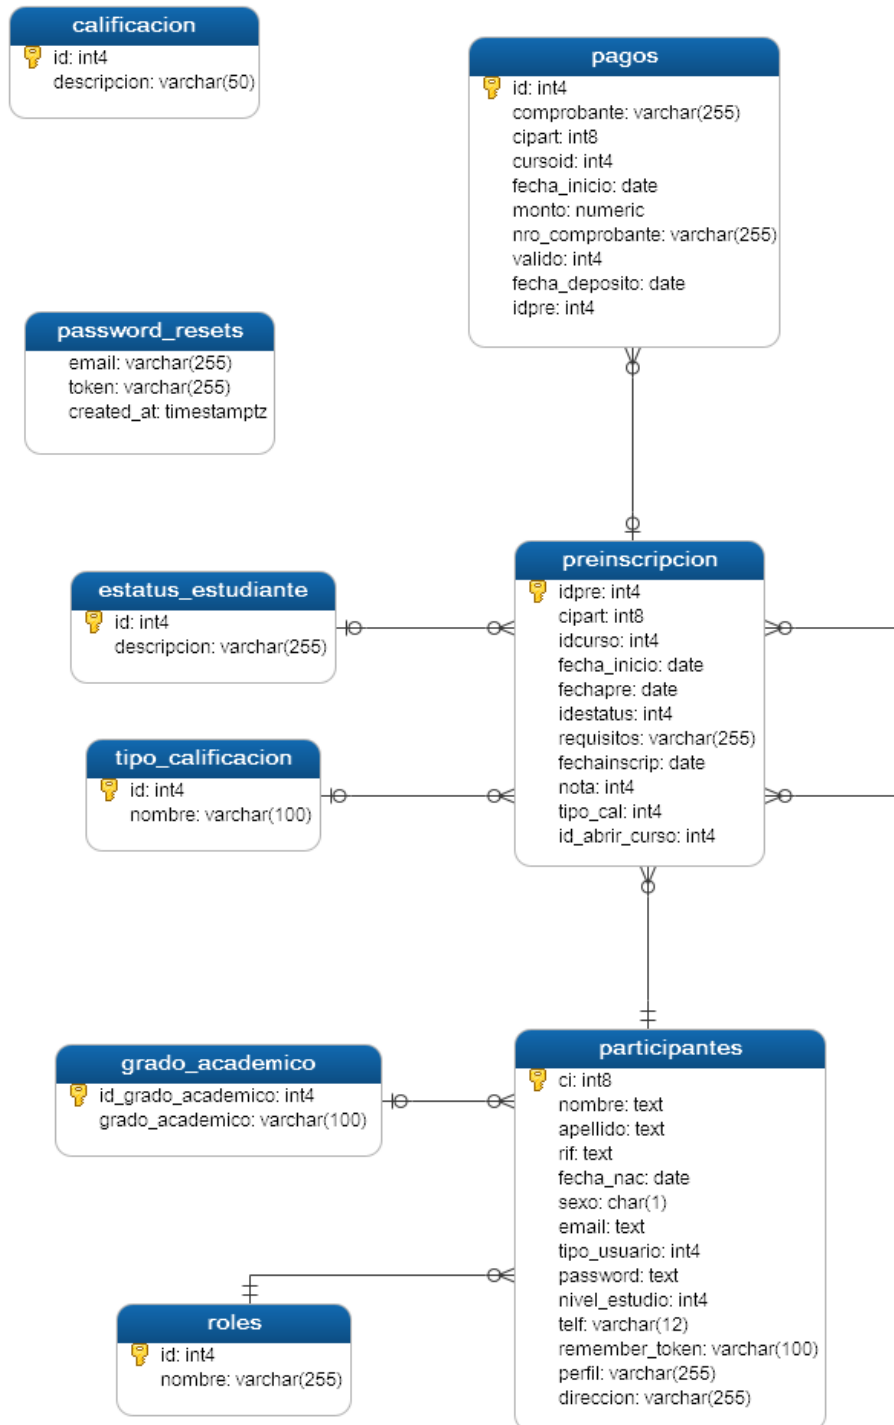 calificacion
id: int4
descripcion: varchar(50)
pagos
id: int4
comprobante: varchar(255)
cipart: int8
cursoid: int4
fecha_inicio: date
monto: numeric
nro_comprobante: varchar(255)
valido: int4
fecha_deposito: date
idpre: int4
password_resets
email: varchar(255)
token: varchar(255)
created_at: timestamptz
estatus_estudiante
id: int4
descripcion: varchar(255)
preinscripcion
idpre: int4
cipart: int8
idcurso: int4
fecha_inicio: date
fechapre: date
idestatus: int4
requisitos: varchar(255)
fechainscrip: date
nota: int4
tipo_cal: int4
id_abrir_curso: int4
tipo_calificacion
id: int4
nombre: varchar(100)
grado_academico
id_grado_academico: int4
grado_academico: varchar(100)
participantes
ci: int8
nombre: text
apellido: text
rif: text
fecha_nac: date
sexo: char(1)
email: text
tipo_usuario: int4
password: text
nivel_estudio: int4
telf: varchar(12)
remember_token: varchar(100)
perfil: varchar(255)
direccion: varchar(255)
roles
id: int4
nombre: varchar(255)